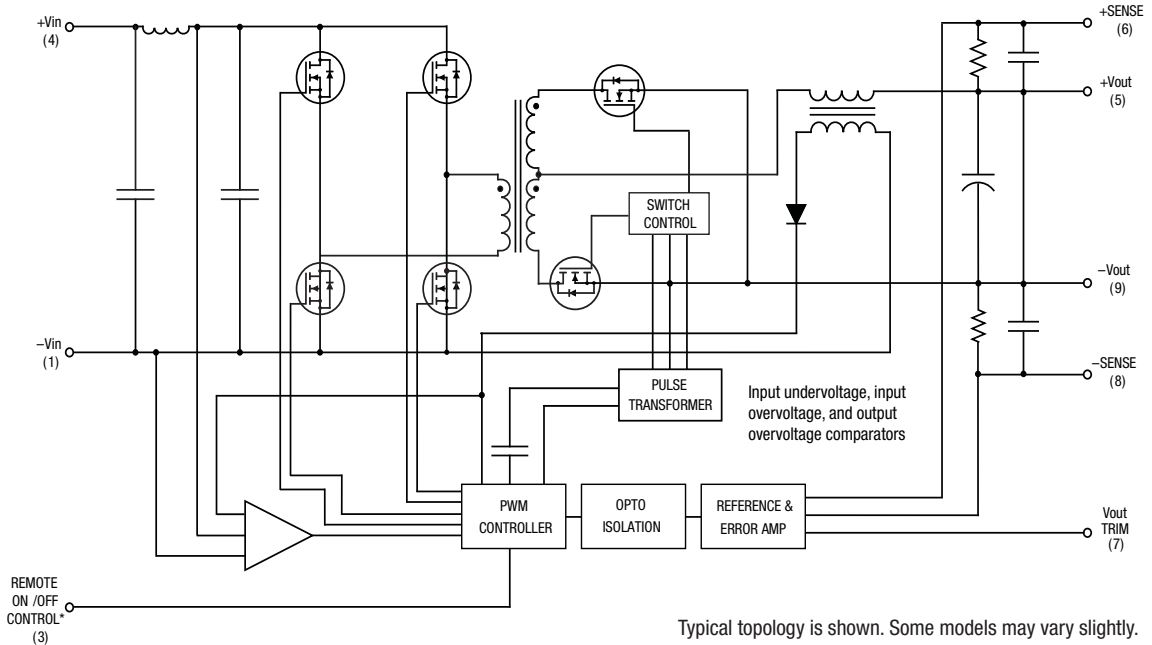 +Vin
(4)
+SENSE
(6)
+Vout
(5)
SWITCH
CONTROL
−Vout
(9)
−Vin
(1)
−SENSE
(8)
PULSE
TRANSFORMER
Input undervoltage, input
overvoltage, and output
overvoltage comparators
PWM
CONTROLLER
OPTO
ISOLATION
REFERENCE &
ERROR AMP
Vout
TRIM
(7)
REMOTE
ON /OFF
CONTROL*
(3)
Typical topology is shown. Some models may vary slightly.